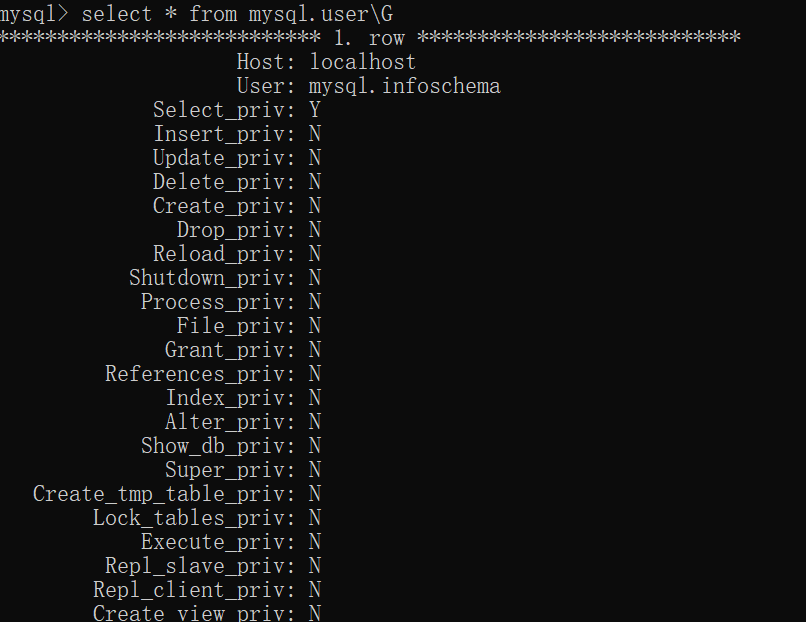 mysql> select * from mysql.user\G
*************************** 1. row ***************************
Host: localhost
User: mysql.infoschema
Select_priv: Y
Insert_priv: N
Update_priv: N
Delete_priv: N
Create_priv: N
Drop_priv: N
Reload_priv: N
Shutdown_priv: N
Process_priv: N
File_priv: N
Grant_priv: N
References_priv: N
Index_priv: N
Alter_priv: N
Show_db_priv: N
Super_priv: N
Create_tmp_table_priv: N
Lock_tables_priv: N
Execute_priv: N
Repl_slave_priv: N
Repl_client_priv: N
Create_view_priv: N